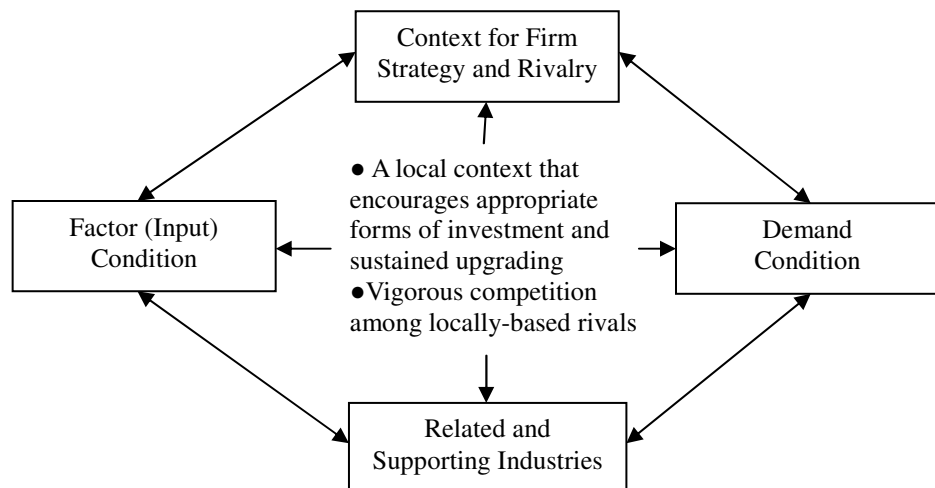 Context for Firm
Strategy and Rivalry
● A local context that
encourages appropriate
forms of investment and
sustained upgrading
●Vigorous competition
among locally-based rivals
Factor (Input)
Condition
Demand
Condition
Related and
Supporting Industries